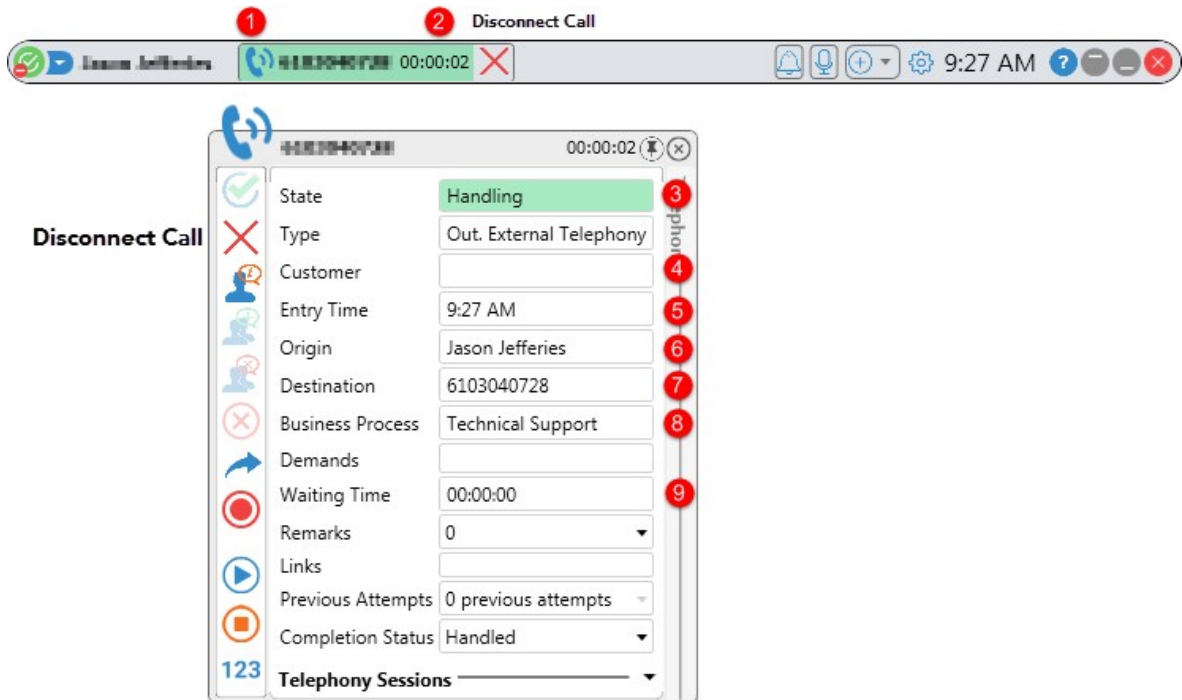 1 2 Disconnect Call
00:00:02 9:27 AM ?
00:00:02
State Handling 3
Disconnect Call Type Out. External Telephony
Customer 4
Entry Time 9:27 AM 5
Origin Jason Jefferies 6
Destination 6103040728 7
Business Process Technical Support 8
Demands
Waiting Time 00:00:00 9
Remarks 0
Links
Previous Attempts 0 previous attempts
Completion Status Handled
123 Telephony Sessions